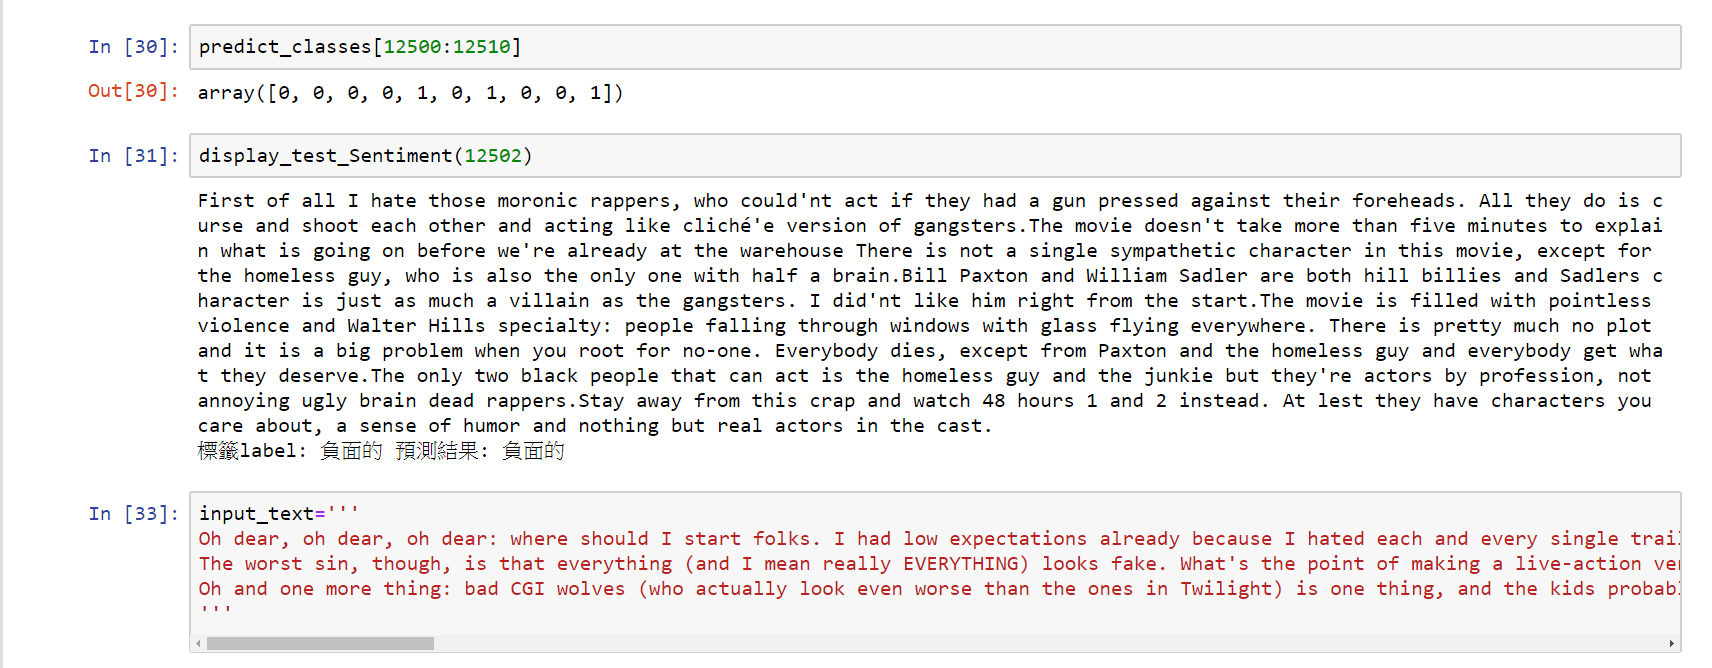 In [30]: predict_classes[12500:12510]
Out[30]: array([0, 0, 0, 0, 1, 0, 1, 0, 0, 1])
In [31]: display_test_Sentiment(12502)
First of all I hate those moronic rappers, who could'nt act if they had a gun pressed against their foreheads. All they do is c
urse and shoot each other and acting like cliché'e version of gangsters.The movie doesn't take more than five minutes to explai
n what is going on before we're already at the warehouse There is not a single sympathetic character in this movie, except for
the homeless guy, who is also the only one with half a brain.Bill Paxton and William Sadler are both hill billies and Sadlers c
haracter is just as much a villain as the gangsters. I did'nt like him right from the start.The movie is filled with pointless
violence and Walter Hills specialty: people falling through windows with glass flying everywhere. There is pretty much no plot
and it is a big problem when you root for no-one. Everybody dies, except from Paxton and the homeless guy and everybody get wha
t they deserve.The only two black people that can act is the homeless guy and the junkie but they're actors by profession, not
annoying ugly brain dead rappers.Stay away from this crap and watch 48 hours 1 and 2 instead. At lest they have characters you
care about, a sense of humor and nothing but real actors in the cast.
標籤label: 負面的 預測結果: 負面的
In [33]: input_text='''
Oh dear, oh dear, oh dear: where should I start folks. I had low expectations already because I hated each and every single trail
The worst sin, though, is that everything (and I mean really EVERYTHING) looks fake. What's the point of making a live-action ver
Oh and one more thing: bad CGI wolves (who actually look even worse than the ones in Twilight) is one thing, and the kids probabl
'''